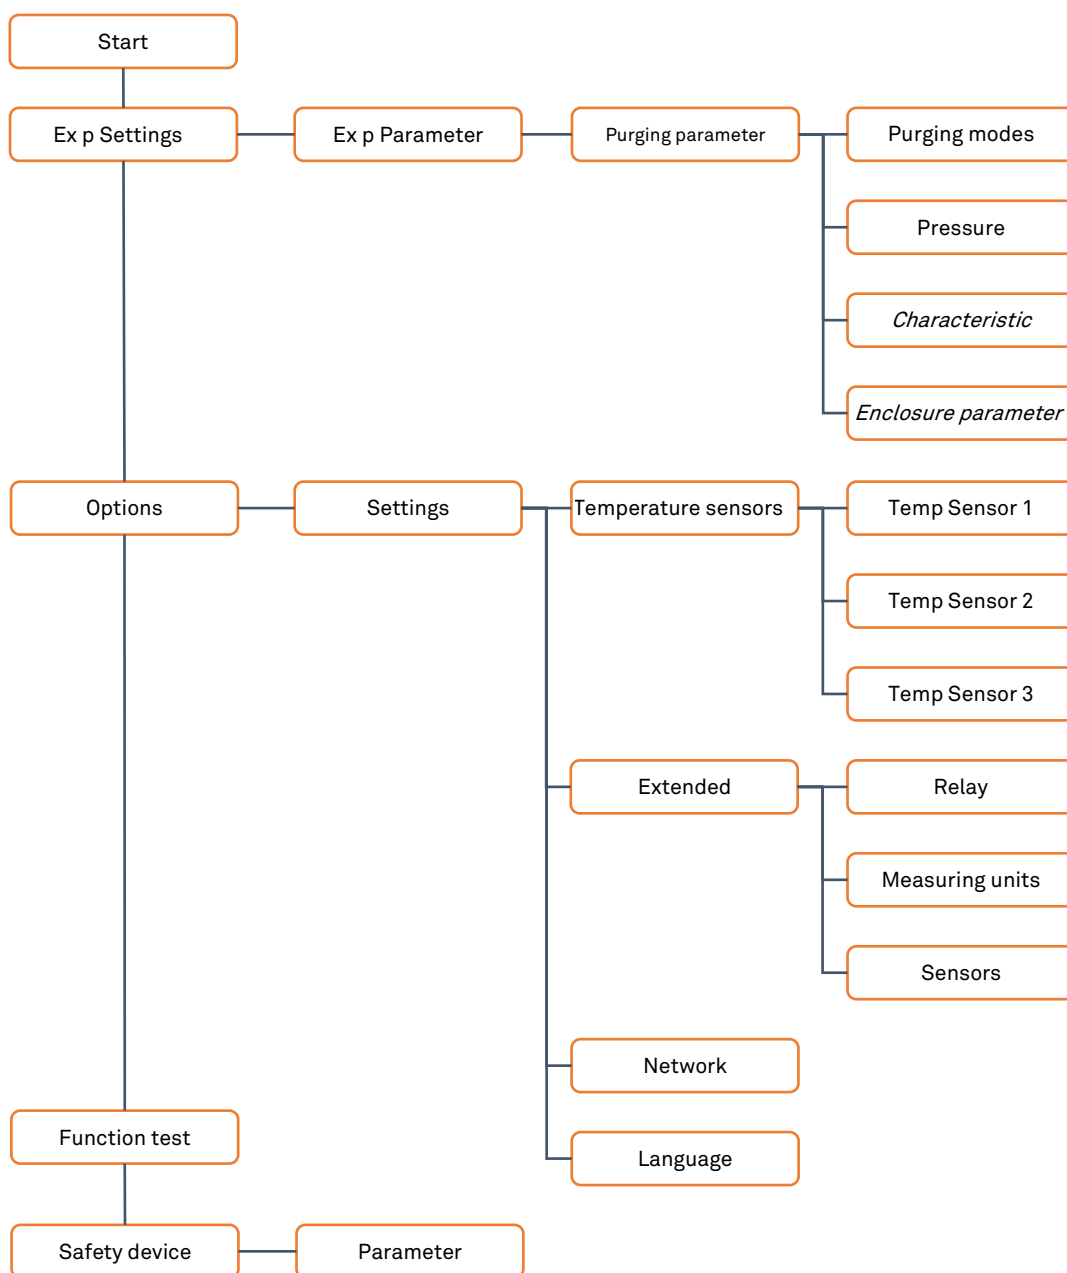 Start
Ex p Settings
Ex p Parameter
Purging parameter
Purging modes
Pressure
Characteristic
Enclosure parameter
Options
Settings
Temperature sensors
Temp Sensor 1
Temp Sensor 2
Temp Sensor 3
Extended
Relay
Measuring units
Sensors
Network
Function test
Language
Safety device
Parameter